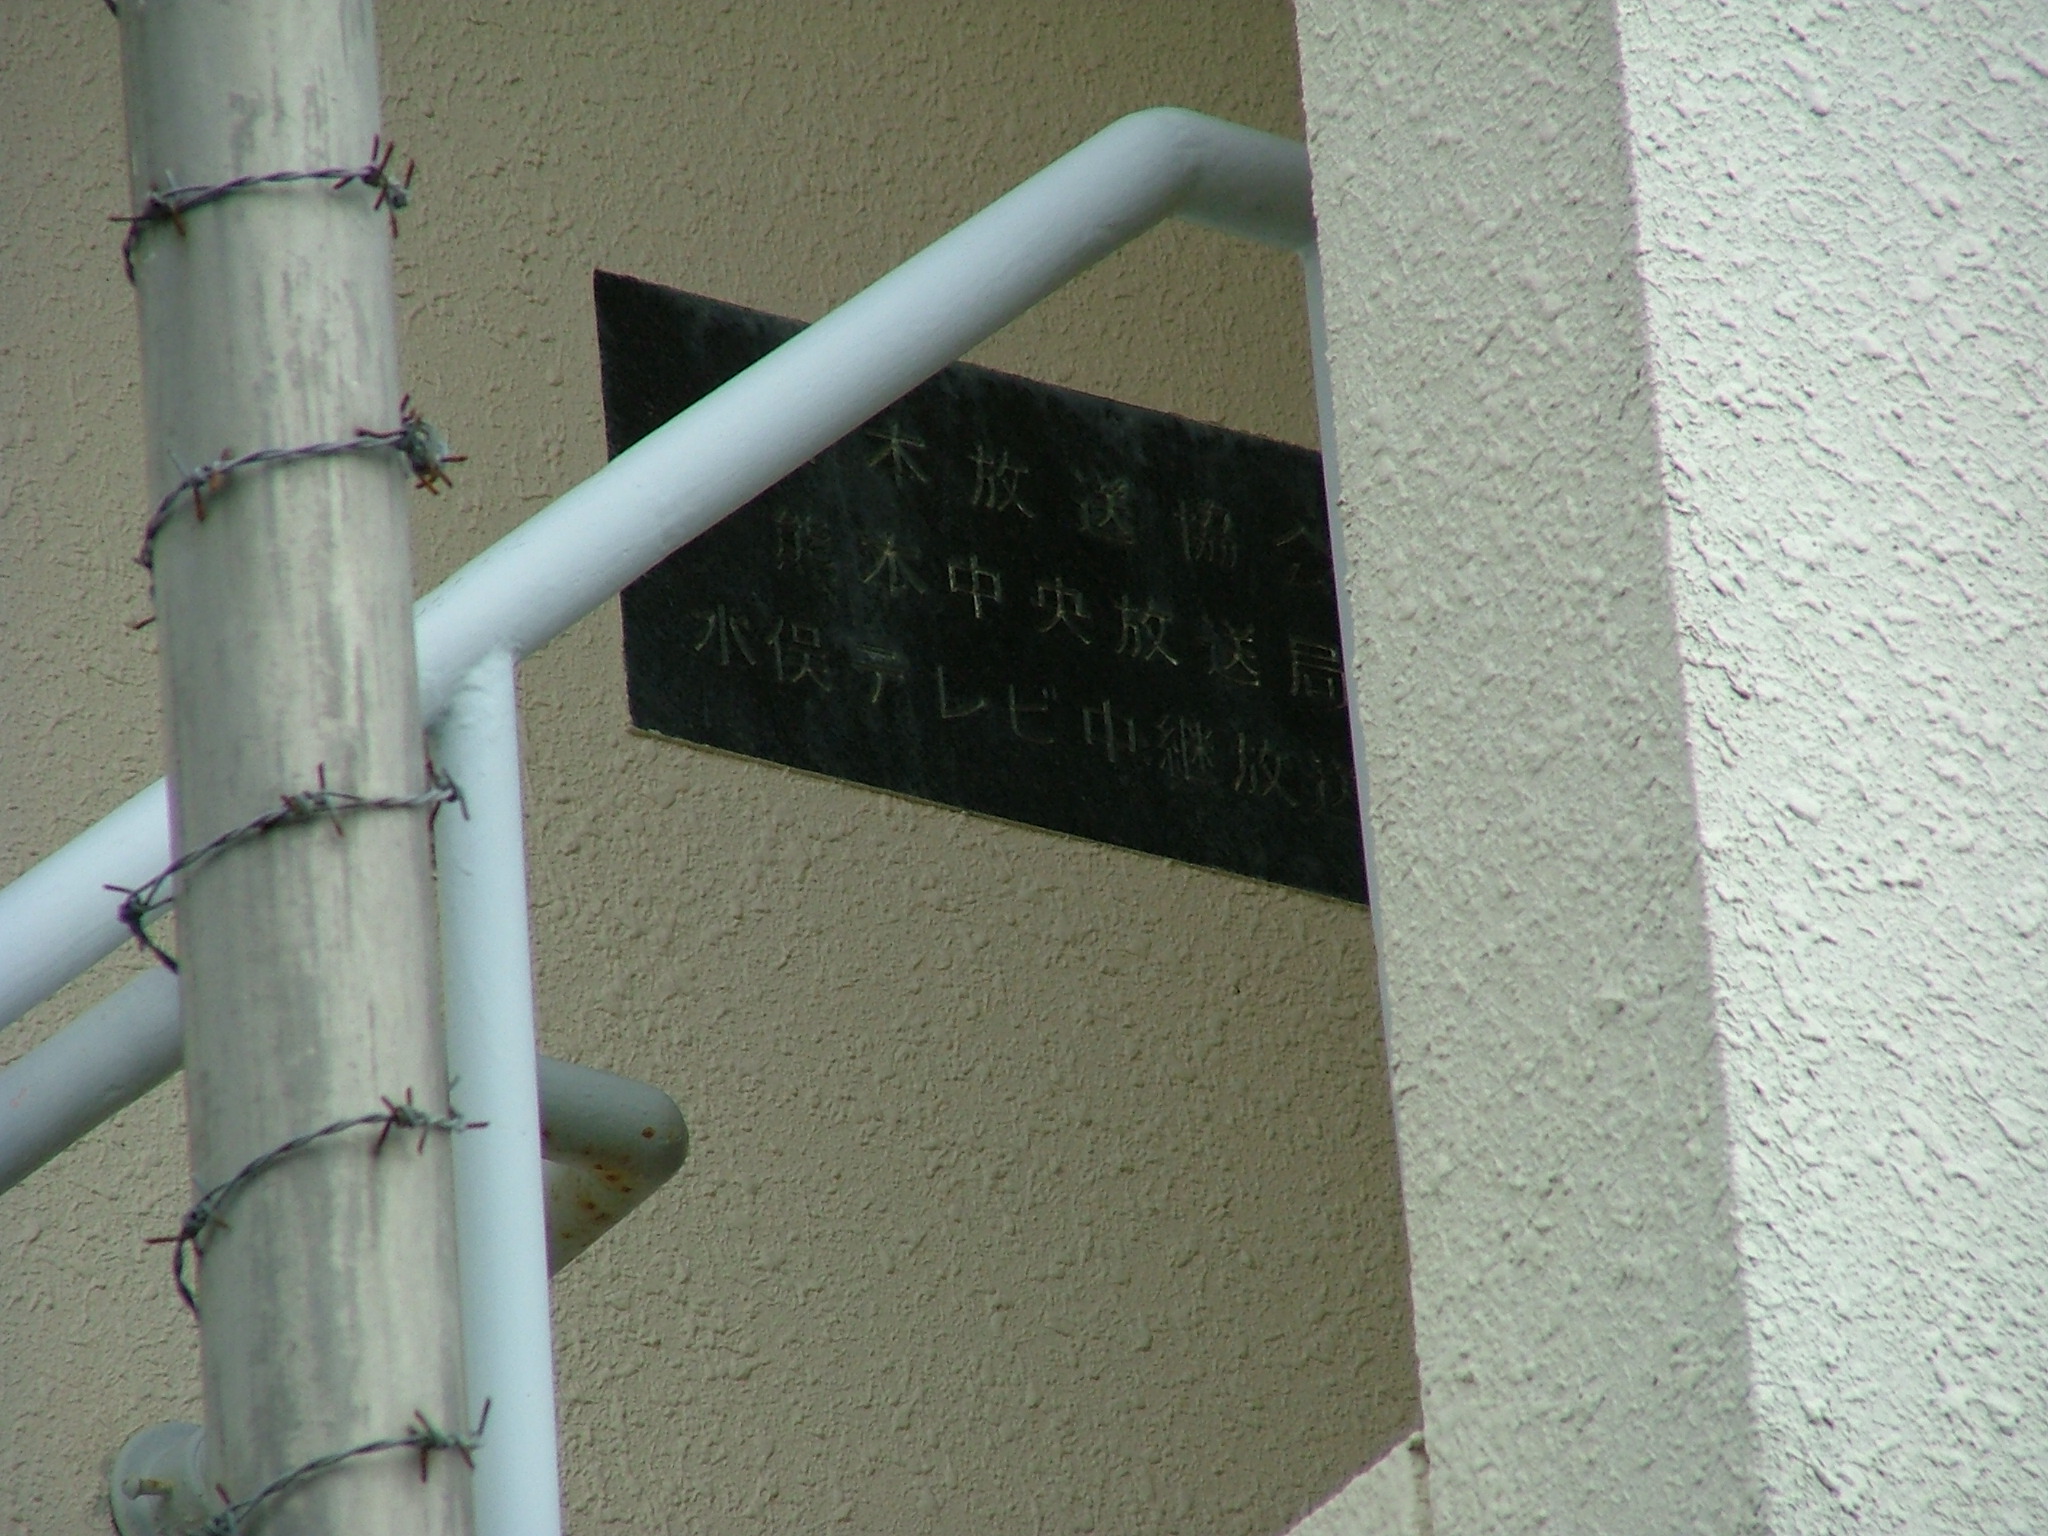 本放送協会
熊本中央放送局
水俣テレビ中継放送